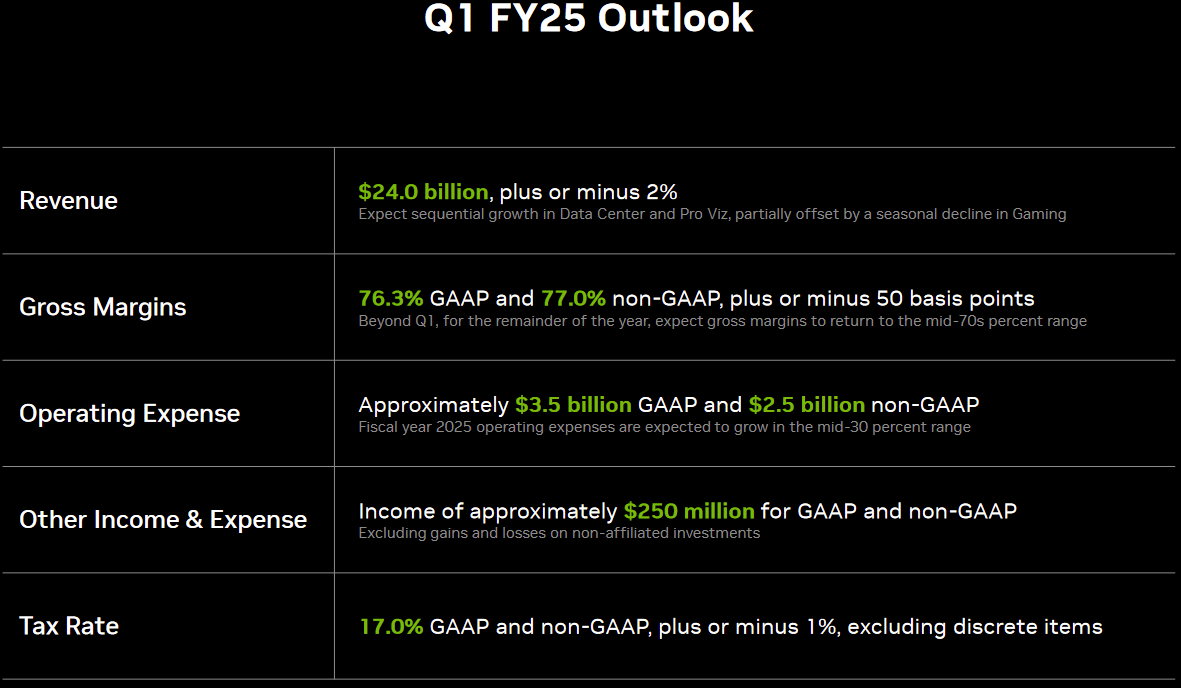 Q1 FY25 Outlook
Revenue
$24.0 billion, plus or minus 2%
Expect sequential growth in Data Center and Pro Viz, partially offset by a seasonal decline in Gaming
Gross Margins
76.3% GAAP and 77.0% non-GAAP, plus or minus 50 basis points
Beyond Q1, for the remainder of the year, expect gross margins to return to the mid-70s percent range
Operating Expense
Approximately $3.5 billion GAAP and $2.5 billion non-GAAP
Fiscal year 2025 operating expenses are expected to grow in the mid-30 percent range
Other Income & Expense
Income of approximately $250 million for GAAP and non-GAAP
Excluding gains and losses on non-affiliated investments
Tax Rate
17.0% GAAP and non-GAAP, plus or minus 1%, excluding discrete items